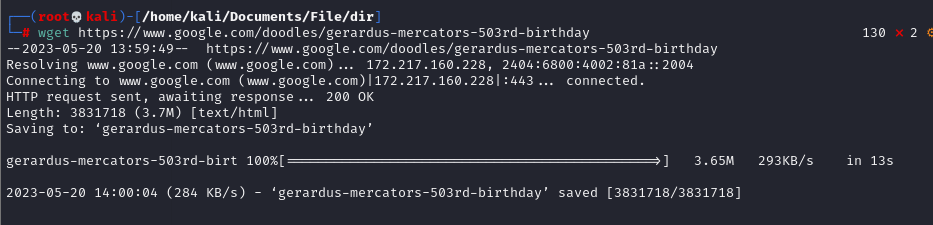 ┌──(root💀kali)-[/home/kali/Documents/File/dir]
└─# wget https://www.google.com/doodles/gerardus-mercators-503rd-birthday 130 ⨯ 2 ⚙
--2023-05-20 13:59:49--  https://www.google.com/doodles/gerardus-mercators-503rd-birthday
Resolving www.google.com (www.google.com)... 172.217.160.228, 2404:6800:4002:81a::2004
Connecting to www.google.com (www.google.com)|172.217.160.228|:443... connected.
HTTP request sent, awaiting response... 200 OK
Length: 3831718 (3.7M) [text/html]
Saving to: ‘gerardus-mercators-503rd-birthday’
gerardus-mercators-503rd-birt 100%[===================================================>] 3.65M 293KB/s in 13s
2023-05-20 14:00:04 (284 KB/s) - ‘gerardus-mercators-503rd-birthday’ saved [3831718/3831718]